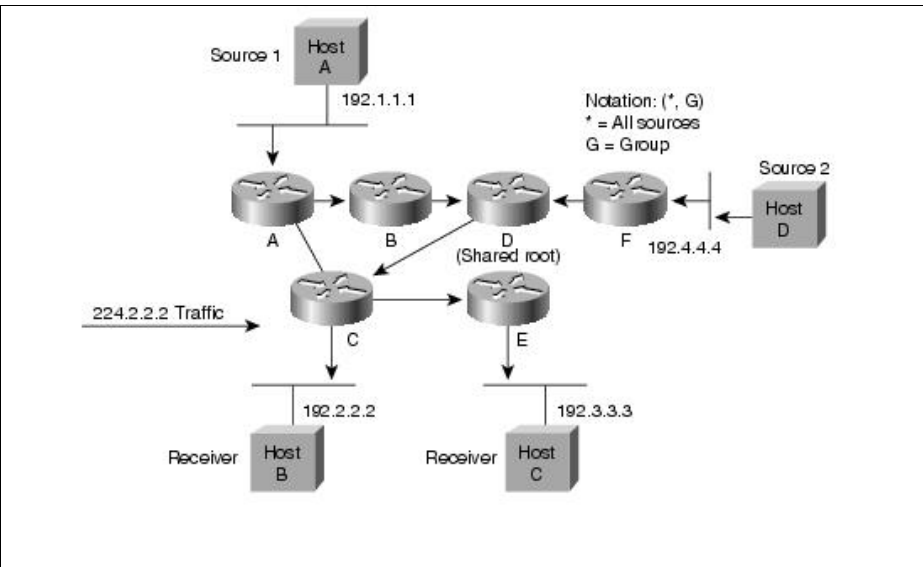 Source 1
Host
A
192.1.1.1
Notation: (*, G)
* = All sources
G = Group
Source 2
Host
D
192.4.4.4
A
B
D
(Shared root)
F
224.2.2.2 Traffic
C
E
192.2.2.2
192.3.3.3
Receiver
Host
B
Receiver
Host
C